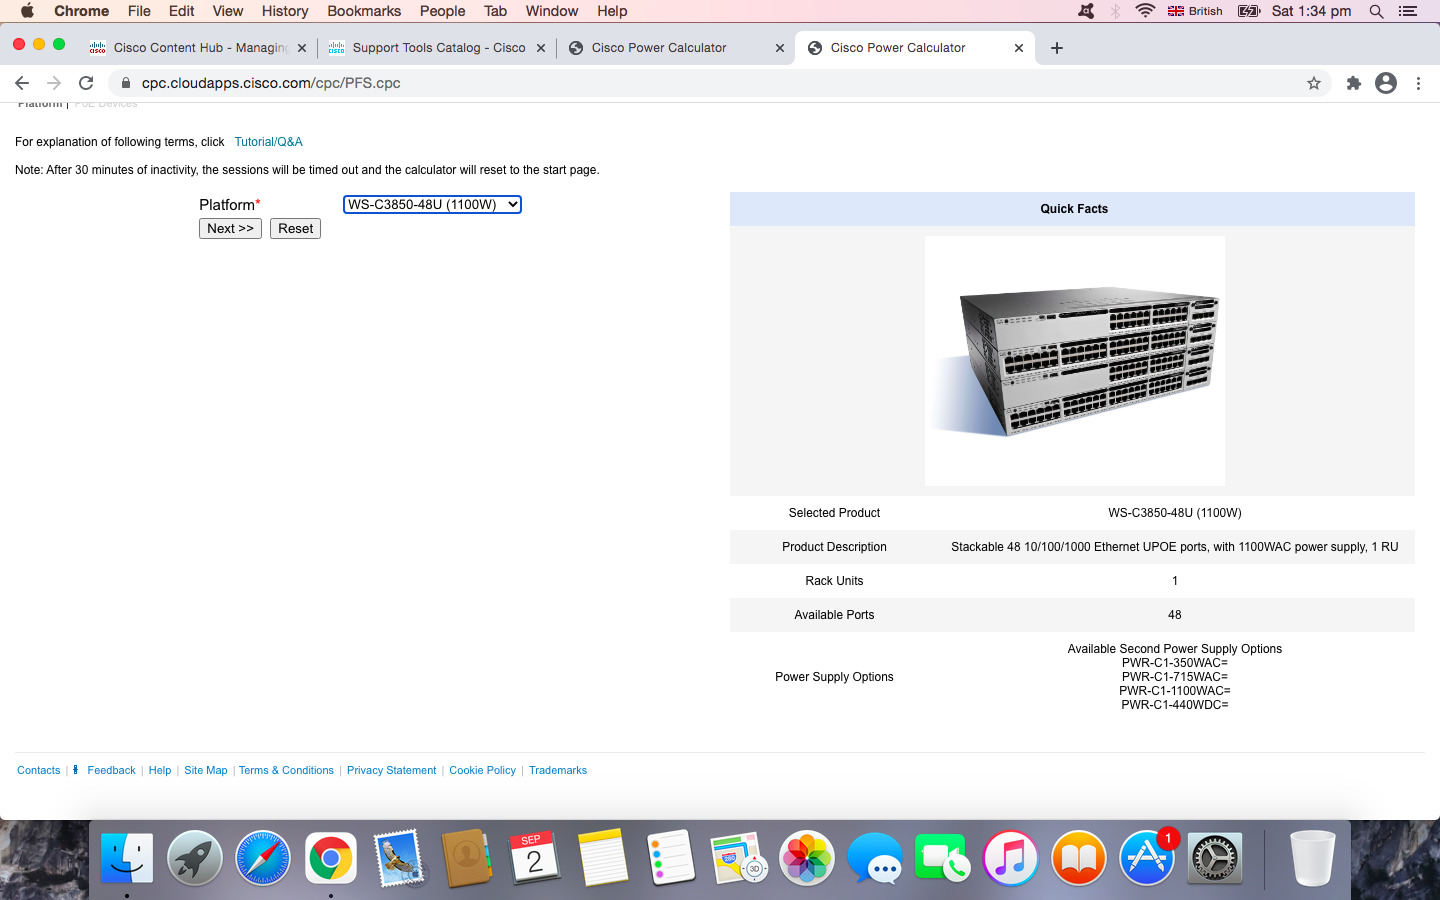 Chrome File Edit View History Bookmarks People Tab Window Help British Sat 1:34 pm
Cisco Content Hub - Managing Support Tools Catalog - Cisco Cisco Power Calculator Cisco Power Calculator
cpc.cloudapps.cisco.com/cpc/PFS.cpc
Platform | PoE Devices
For explanation of following terms, click Tutorial/Q&A
Note: After 30 minutes of inactivity, the sessions will be timed out and the calculator will reset to the start page.
Platform* WS-C3850-48U (1100W)
Next >> Reset
Quick Facts
Selected Product WS-C3850-48U (1100W)
Product Description Stackable 48 10/100/1000 Ethernet UPOE ports, with 1100WAC power supply, 1 RU
Rack Units 1
Available Ports 48
Power Supply Options
Available Second Power Supply Options
PWR-C1-350WAC=
PWR-C1-715WAC=
PWR-C1-1100WAC=
PWR-C1-440WDC=
Contacts | Feedback | Help | Site Map | Terms & Conditions | Privacy Statement | Cookie Policy | Trademarks
SEP
2
280
3D
1